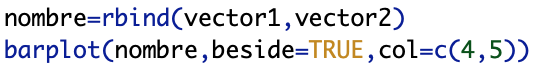 nombre=rbind(vector1,vector2)
barplot(nombre,beside=TRUE,col=c(4,5))